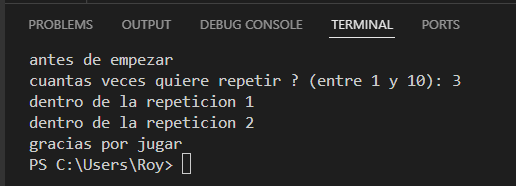 PROBLEMS OUTPUT DEBUG CONSOLE TERMINAL PORTS
antes de empezar
cuantas veces quiere repetir ? (entre 1 y 10): 3
dentro de la repeticion 1
dentro de la repeticion 2
gracias por jugar
PS C:\Users\Roy>